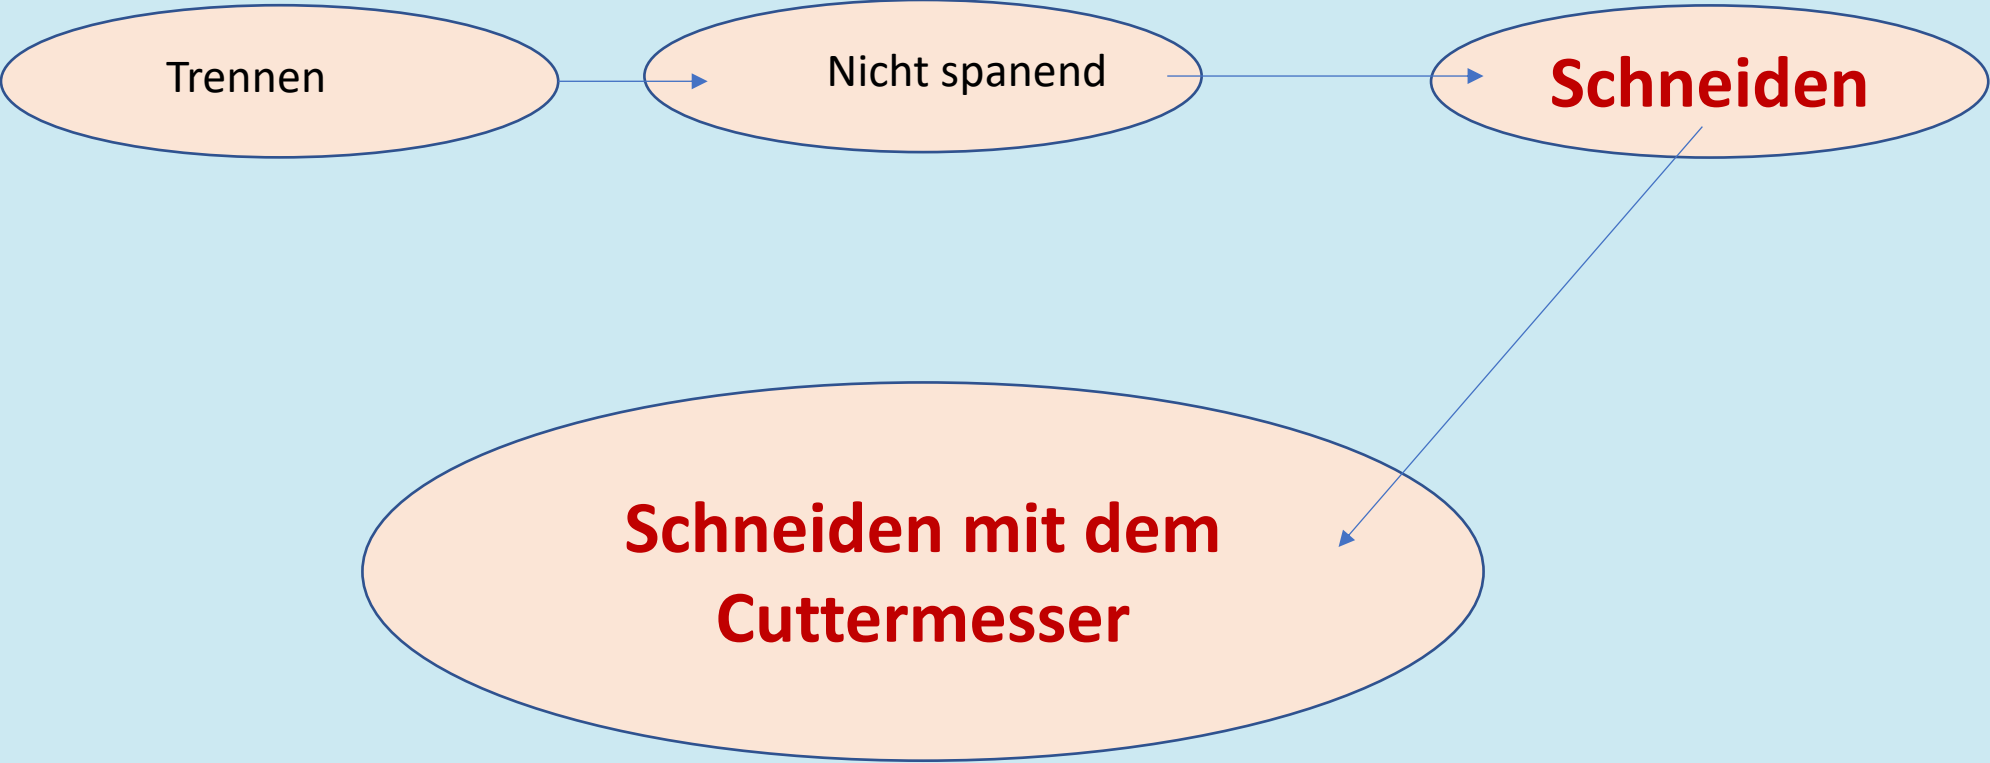 Trennen
Nicht spanend
Schneiden
Schneiden mit dem
Cuttermesser